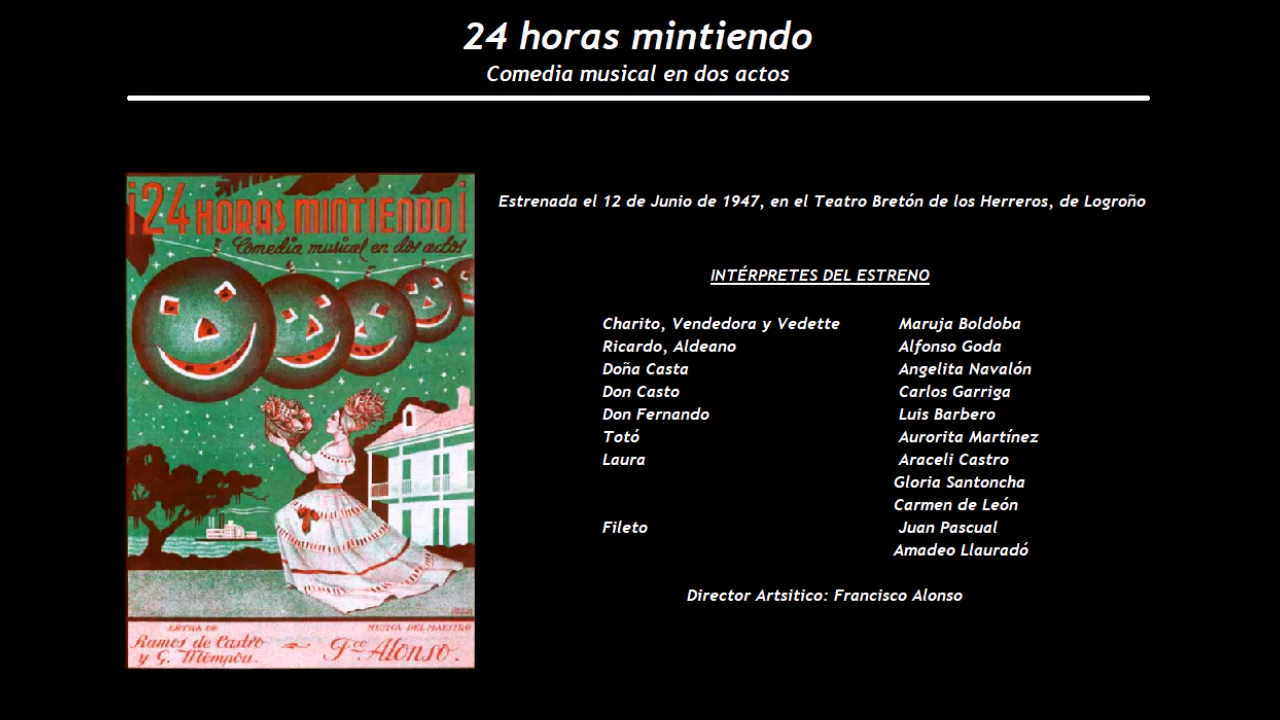 24 horas mintiendo
Comedia musical en dos actos
¡24 HORAS MINTIENDO¡
Comedia musical en dos actos
LETRA DE
Ramos de Castro
y G. Mompou.
MUSICA DEL MAESTRO
Fco Alonso.
Estrenada el 12 de Junio de 1947, en el Teatro Bretón de los Herreros, de Logroño
INTÉRPRETES DEL ESTRENO
Charito, Vendedora y Vedette Maruja Boldoba
Ricardo, Aldeano Alfonso Goda
Doña Casta Angelita Navalón
Don Casto Carlos Garriga
Don Fernando Luis Barbero
Totó Aurorita Martínez
Laura Araceli Castro
Gloria Santoncha
Carmen de León
Fileto Juan Pascual
Amadeo Llauradó
Director Artsitico: Francisco Alonso